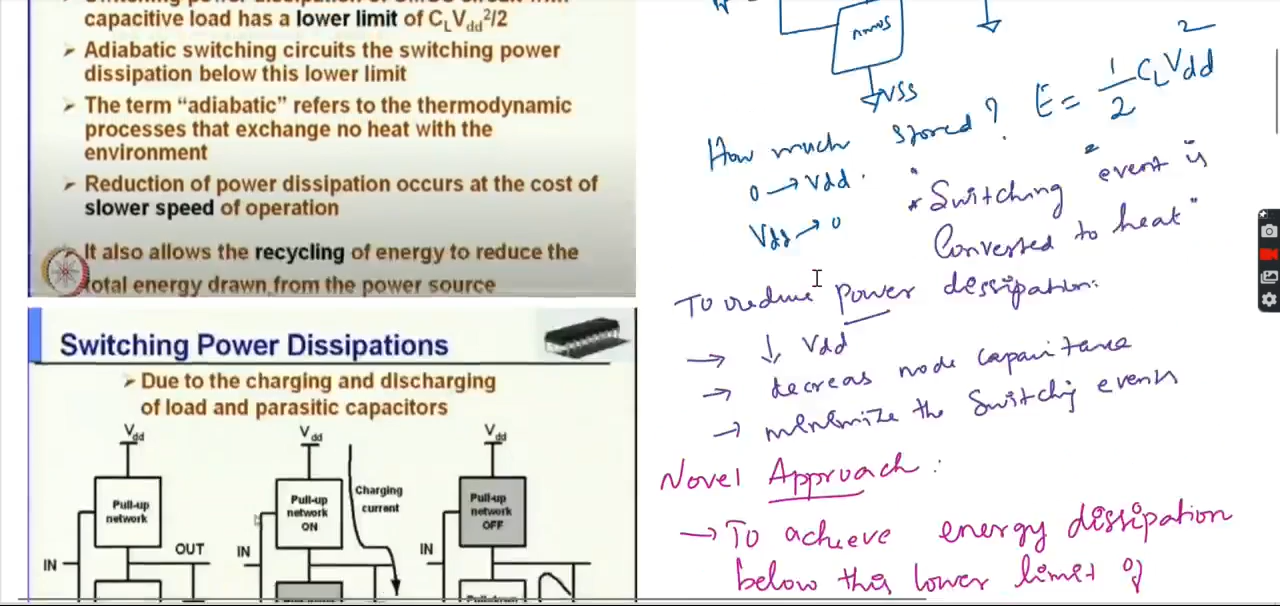 capacitive load has a lower limit of CLVdd²/2
➤ Adiabatic switching circuits the switching power
dissipation below this lower limit
➤ The term “adiabatic” refers to the thermodynamic
processes that exchange no heat with the
environment
➤ Reduction of power dissipation occurs at the cost of
slower speed of operation
It also allows the recycling of energy to reduce the
total energy drawn from the power source
Switching Power Dissipations
➤ Due to the charging and discharging
of load and parasitic capacitors
Vdd
Pull-up
network
IN
OUT
Vdd
Pull-up
network
ON
Charging
current
IN
Vdd
Pull-up
network
OFF
IN
nmos
VSS
How much stored? E = 1/2 CLVdd²
0 → Vdd.
Vdd → 0
"Switching event is
Converted to heat"
To reduce power dessipation:
→ ↓ Vdd
→ decreas node capacitance
→ minimize the Switchig events
Novel Approach:
→ To achieve energy dissipation
below this lower limit of